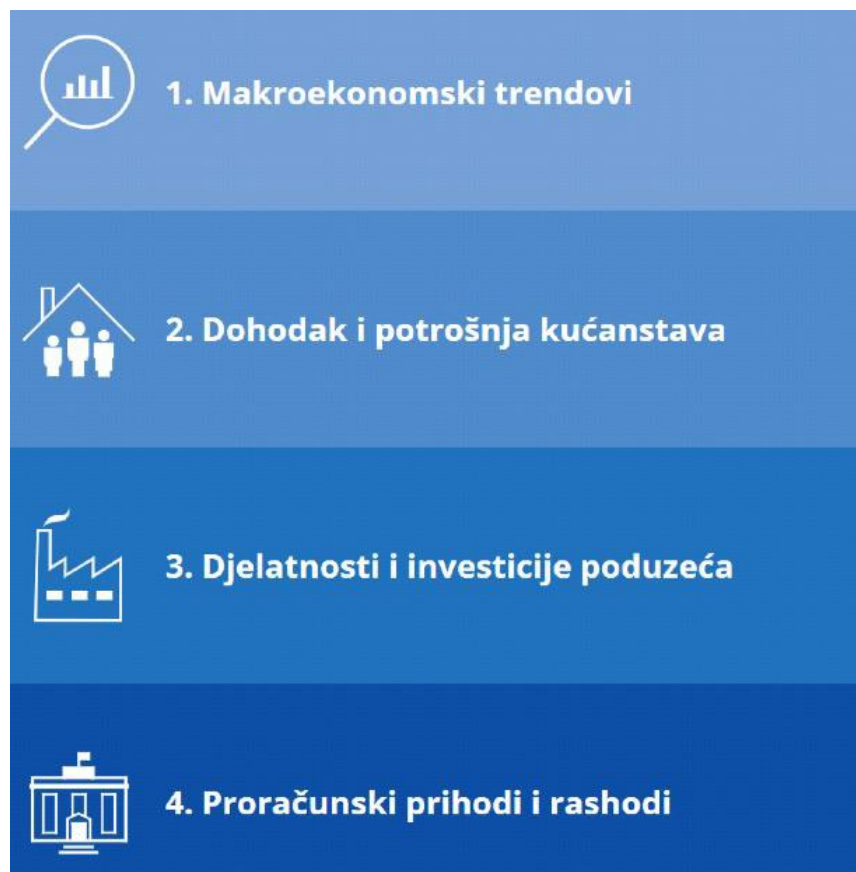 1. Makroekonomski trendovi
2. Dohodak i potrošnja kućanstava
3. Djelatnosti i investicije poduzeća
4. Proračunski prihodi i rashodi